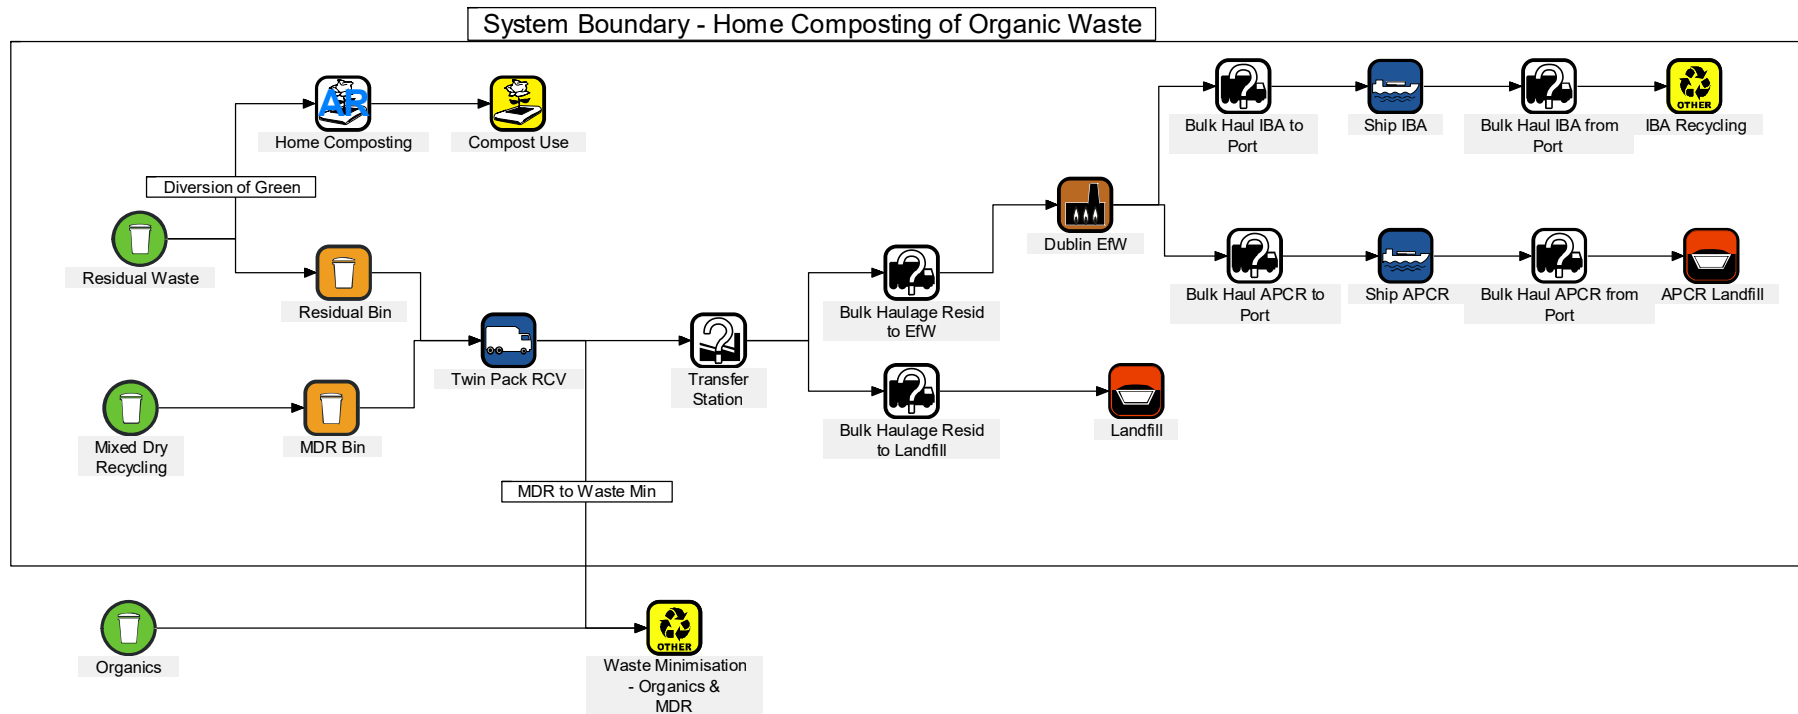 System Boundary - Home Composting of Organic Waste
AR
Home Composting
Compost Use
Bulk Haul IBA to
Port
Ship IBA
Bulk Haul IBA from
Port
OTHER
IBA Recycling
Diversion of Green
Residual Waste
Residual Bin
Dublin EfW
Bulk Haulage Resid
to EfW
Bulk Haul APCR to
Port
Ship APCR
Bulk Haul APCR from
Port
APCR Landfill
Twin Pack RCV
Transfer
Station
Mixed Dry
Recycling
MDR Bin
Bulk Haulage Resid
to Landfill
Landfill
MDR to Waste Min
Organics
OTHER
Waste Minimisation
- Organics &
MDR